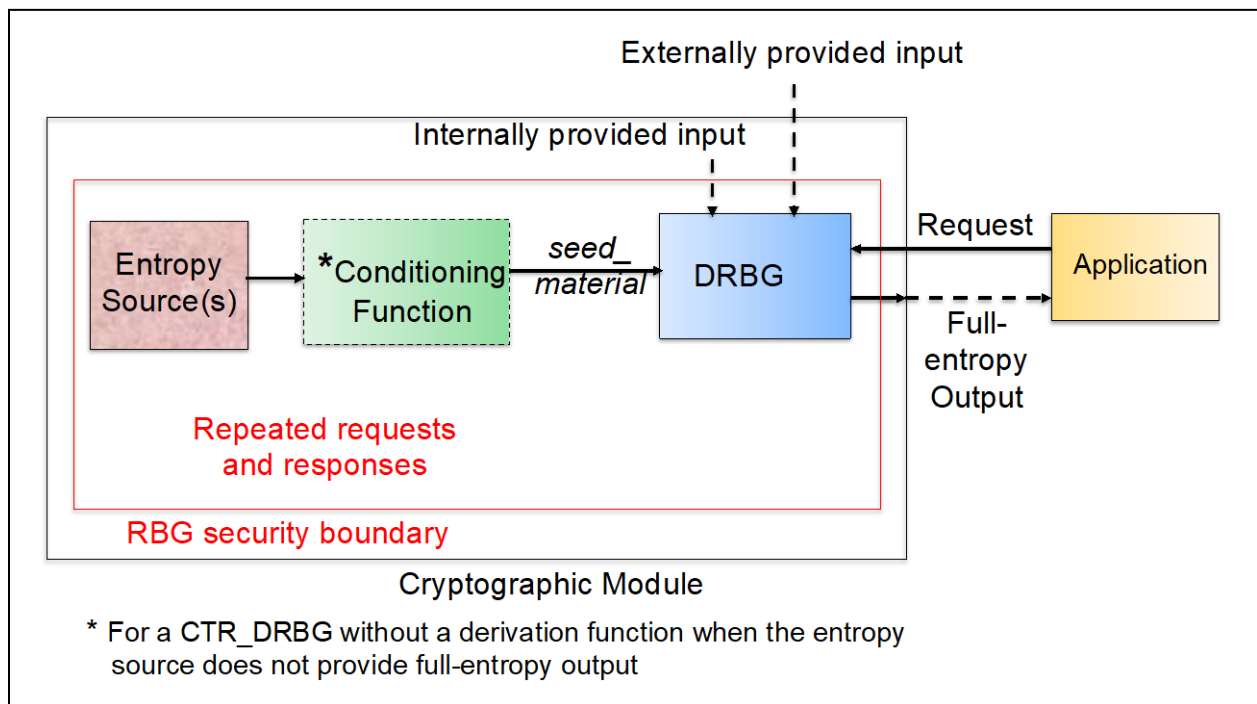 Externally provided input
Internally provided input
Entropy
Source(s)
*Conditioning
Function
seed_
material
DRBG
Request
Application
Full-
entropy
Output
Repeated requests
and responses
RBG security boundary
Cryptographic Module
* For a CTR_DRBG without a derivation function when the entropy
source does not provide full-entropy output